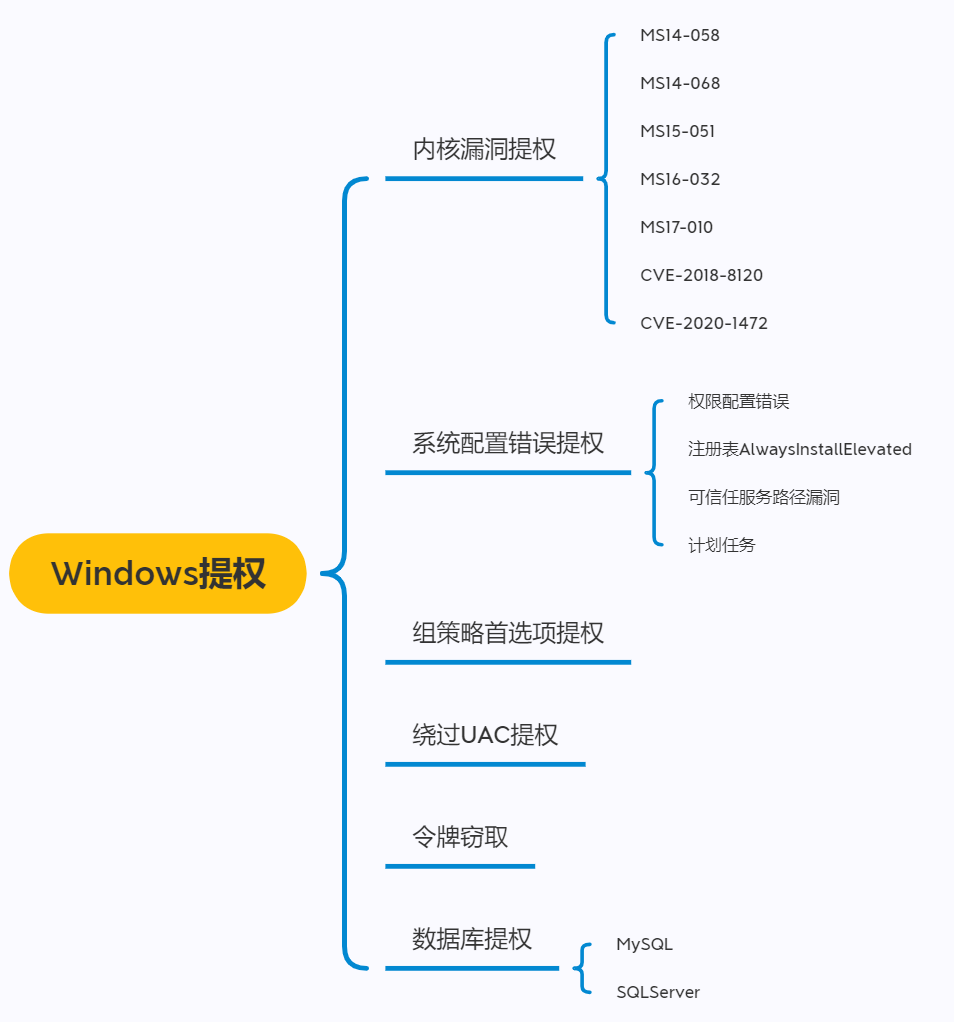 Windows提权
内核漏洞提权
MS14-058
MS14-068
MS15-051
MS16-032
MS17-010
CVE-2018-8120
CVE-2020-1472
系统配置错误提权
权限配置错误
注册表AlwaysInstallElevated
可信任服务路径漏洞
计划任务
组策略首选项提权
绕过UAC提权
令牌窃取
数据库提权
MySQL
SQLServer